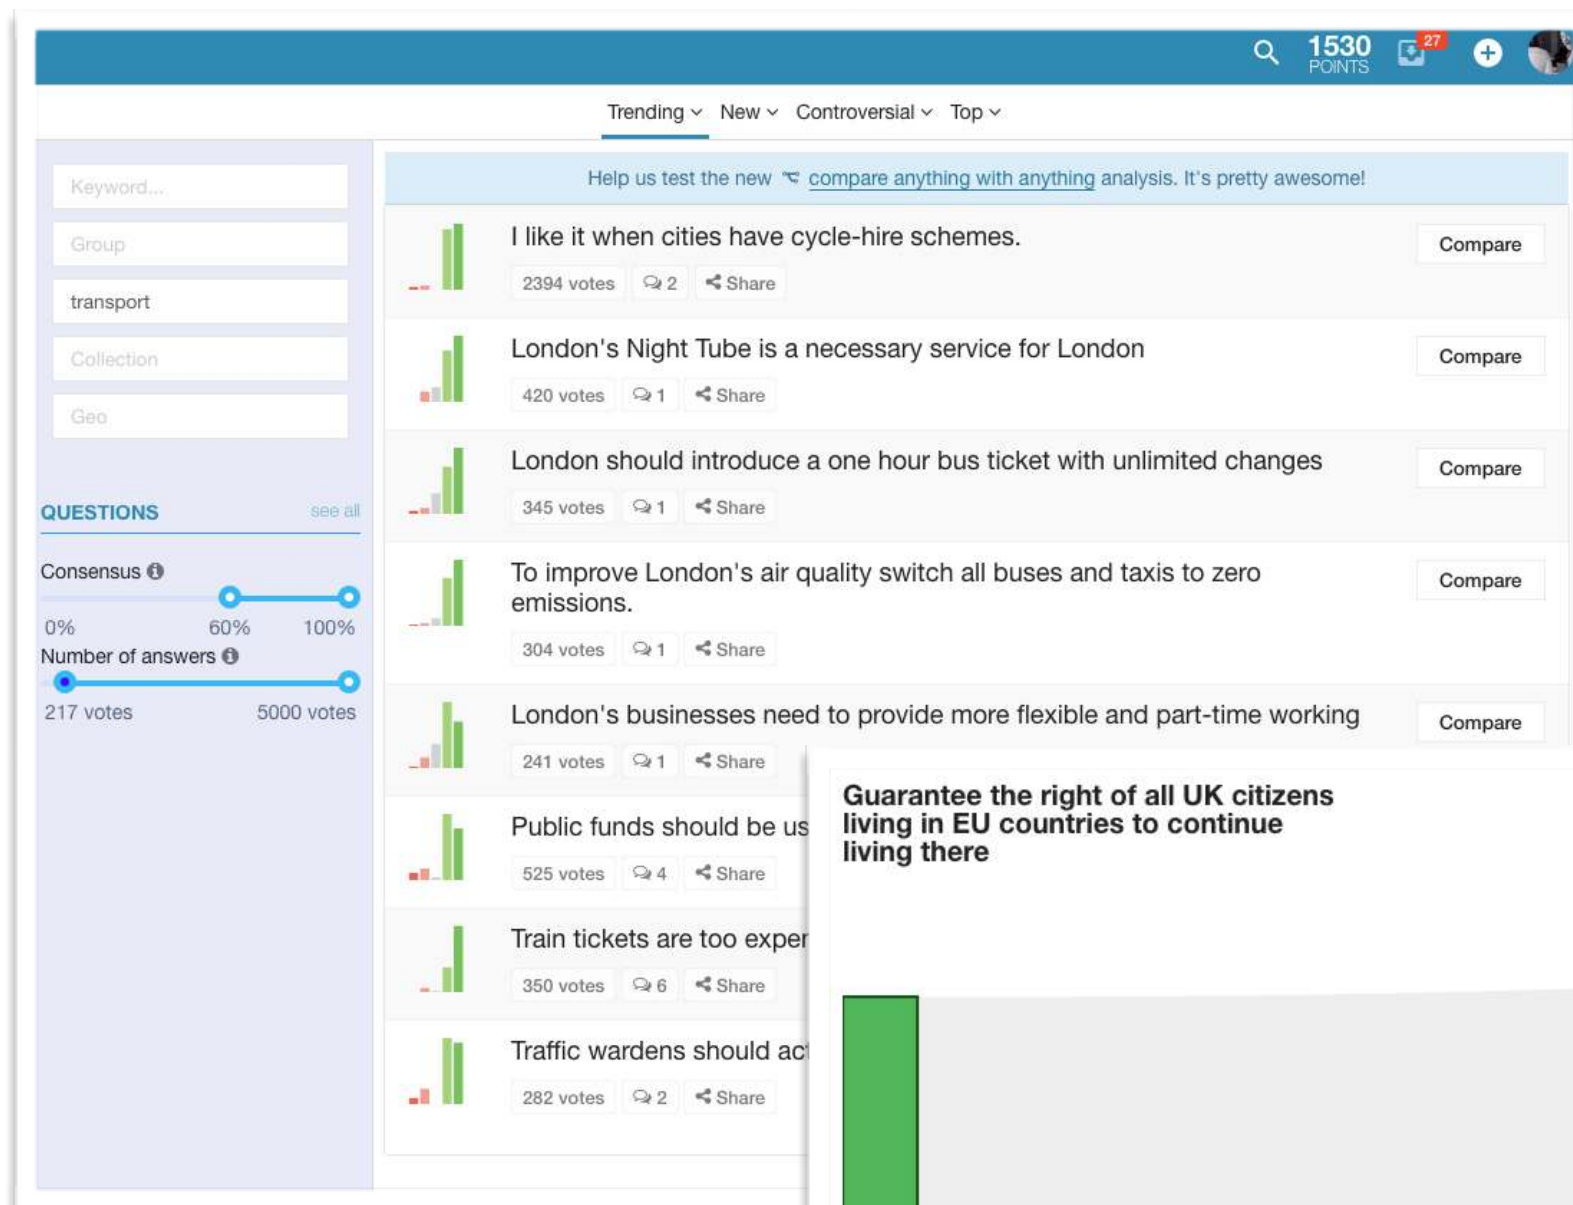 1530
POINTS
27
Trending New Controversial Top
Keyword...
Group
transport
Collection
Geo
QUESTIONS see all
Consensus
0% 60% 100%
Number of answers
217 votes 5000 votes
Help us test the new compare anything with anything analysis. It's pretty awesome!
I like it when cities have cycle-hire schemes.
Compare
2394 votes 2 Share
London's Night Tube is a necessary service for London
Compare
420 votes 1 Share
London should introduce a one hour bus ticket with unlimited changes
Compare
345 votes 1 Share
To improve London's air quality switch all buses and taxis to zero
emissions.
Compare
304 votes 1 Share
London's businesses need to provide more flexible and part-time working
Compare
241 votes 1 Share
Public funds should be us
525 votes 4 Share
Train tickets are too exper
350 votes 6 Share
Traffic wardens should act
282 votes 2 Share
Guarantee the right of all UK citizens
living in EU countries to continue
living there